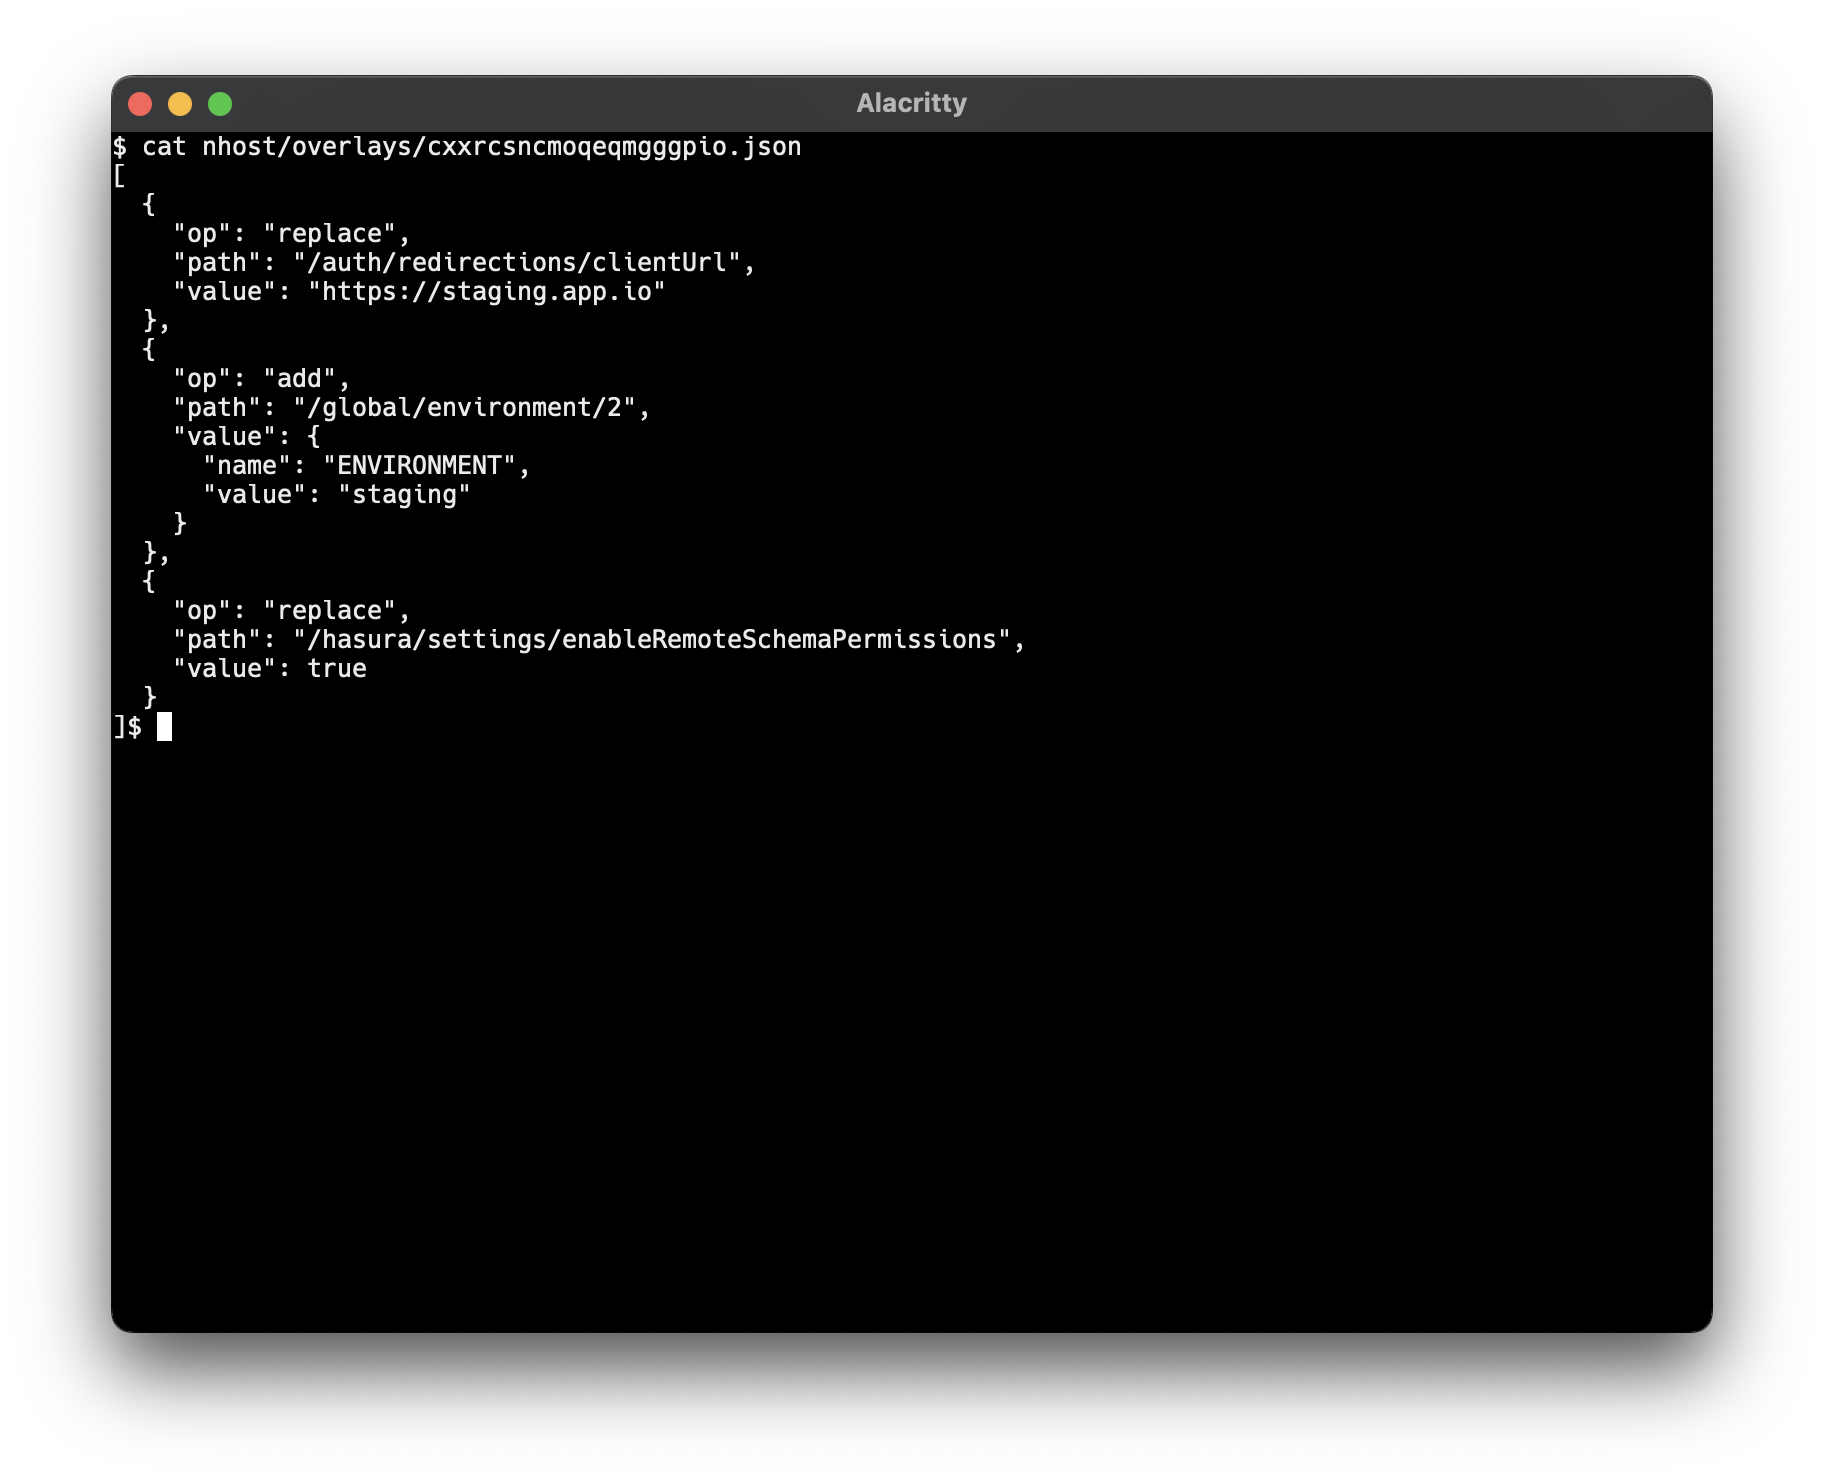 Alacritty
$ cat nhost/overlays/cxxrcsncmoqeqmgggpio.json
[
  {
    "op": "replace",
    "path": "/auth/redirections/clientUrl",
    "value": "https://staging.app.io"
  },
  {
    "op": "add",
    "path": "/global/environment/2",
    "value": {
      "name": "ENVIRONMENT",
      "value": "staging"
    }
  },
  {
    "op": "replace",
    "path": "/hasura/settings/enableRemoteSchemaPermissions",
    "value": true
  }
]$